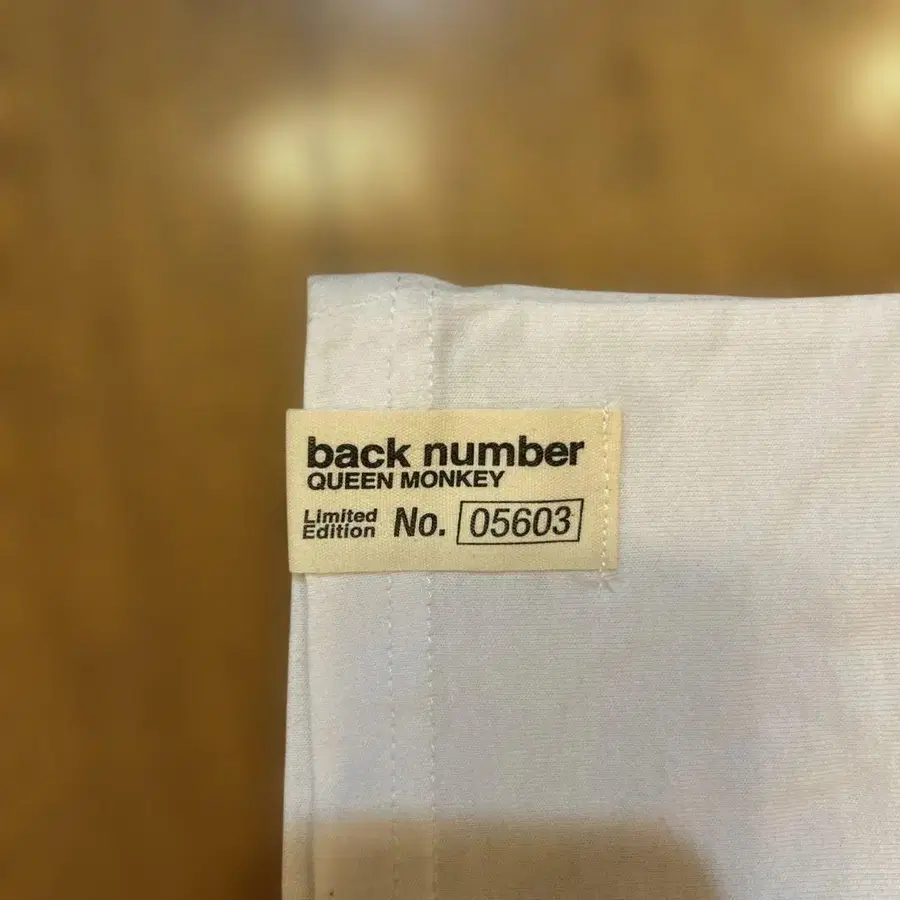 back number
QUEEN MONKEY
Limited
Edition No. 05603